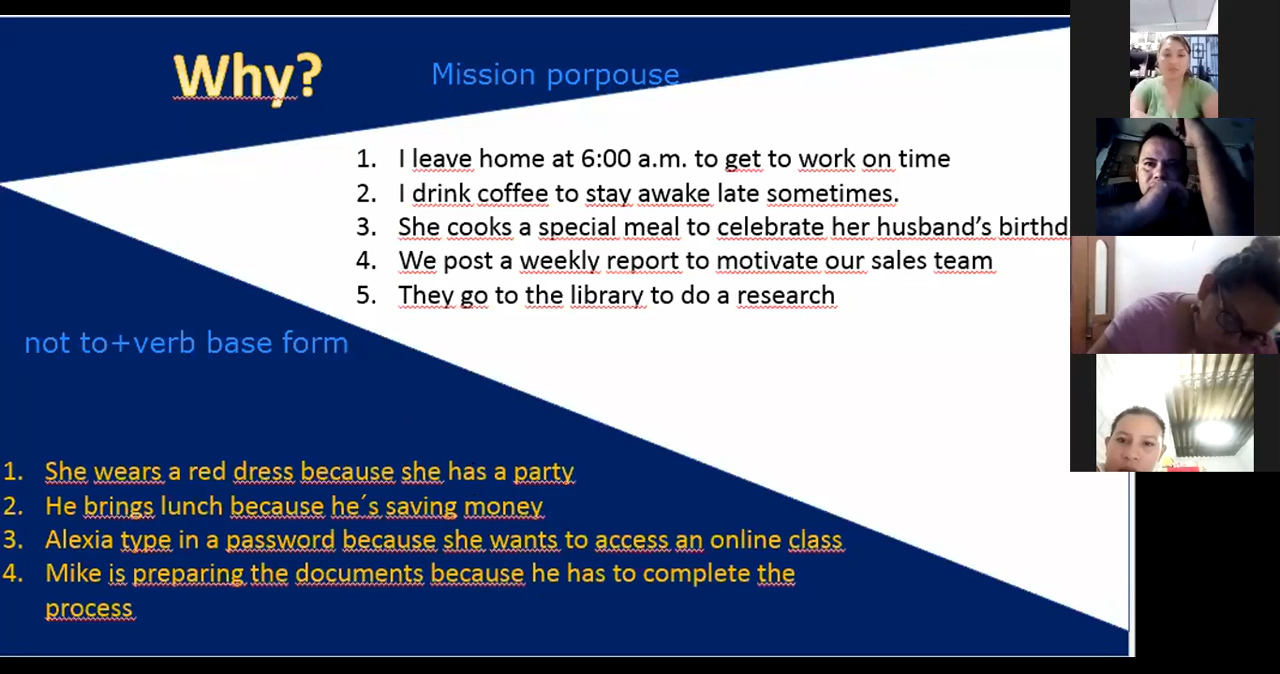 Why?
Mission porpouse
1. I leave home at 6:00 a.m. to get to work on time
2. I drink coffee to stay awake late sometimes.
3. She cooks a special meal to celebrate her husband’s birthd
4. We post a weekly report to motivate our sales team
5. They go to the library to do a research
not to+verb base form
1. She wears a red dress because she has a party
2. He brings lunch because he´s saving money
3. Alexia type in a password because she wants to access an online class
4. Mike is preparing the documents because he has to complete the
process